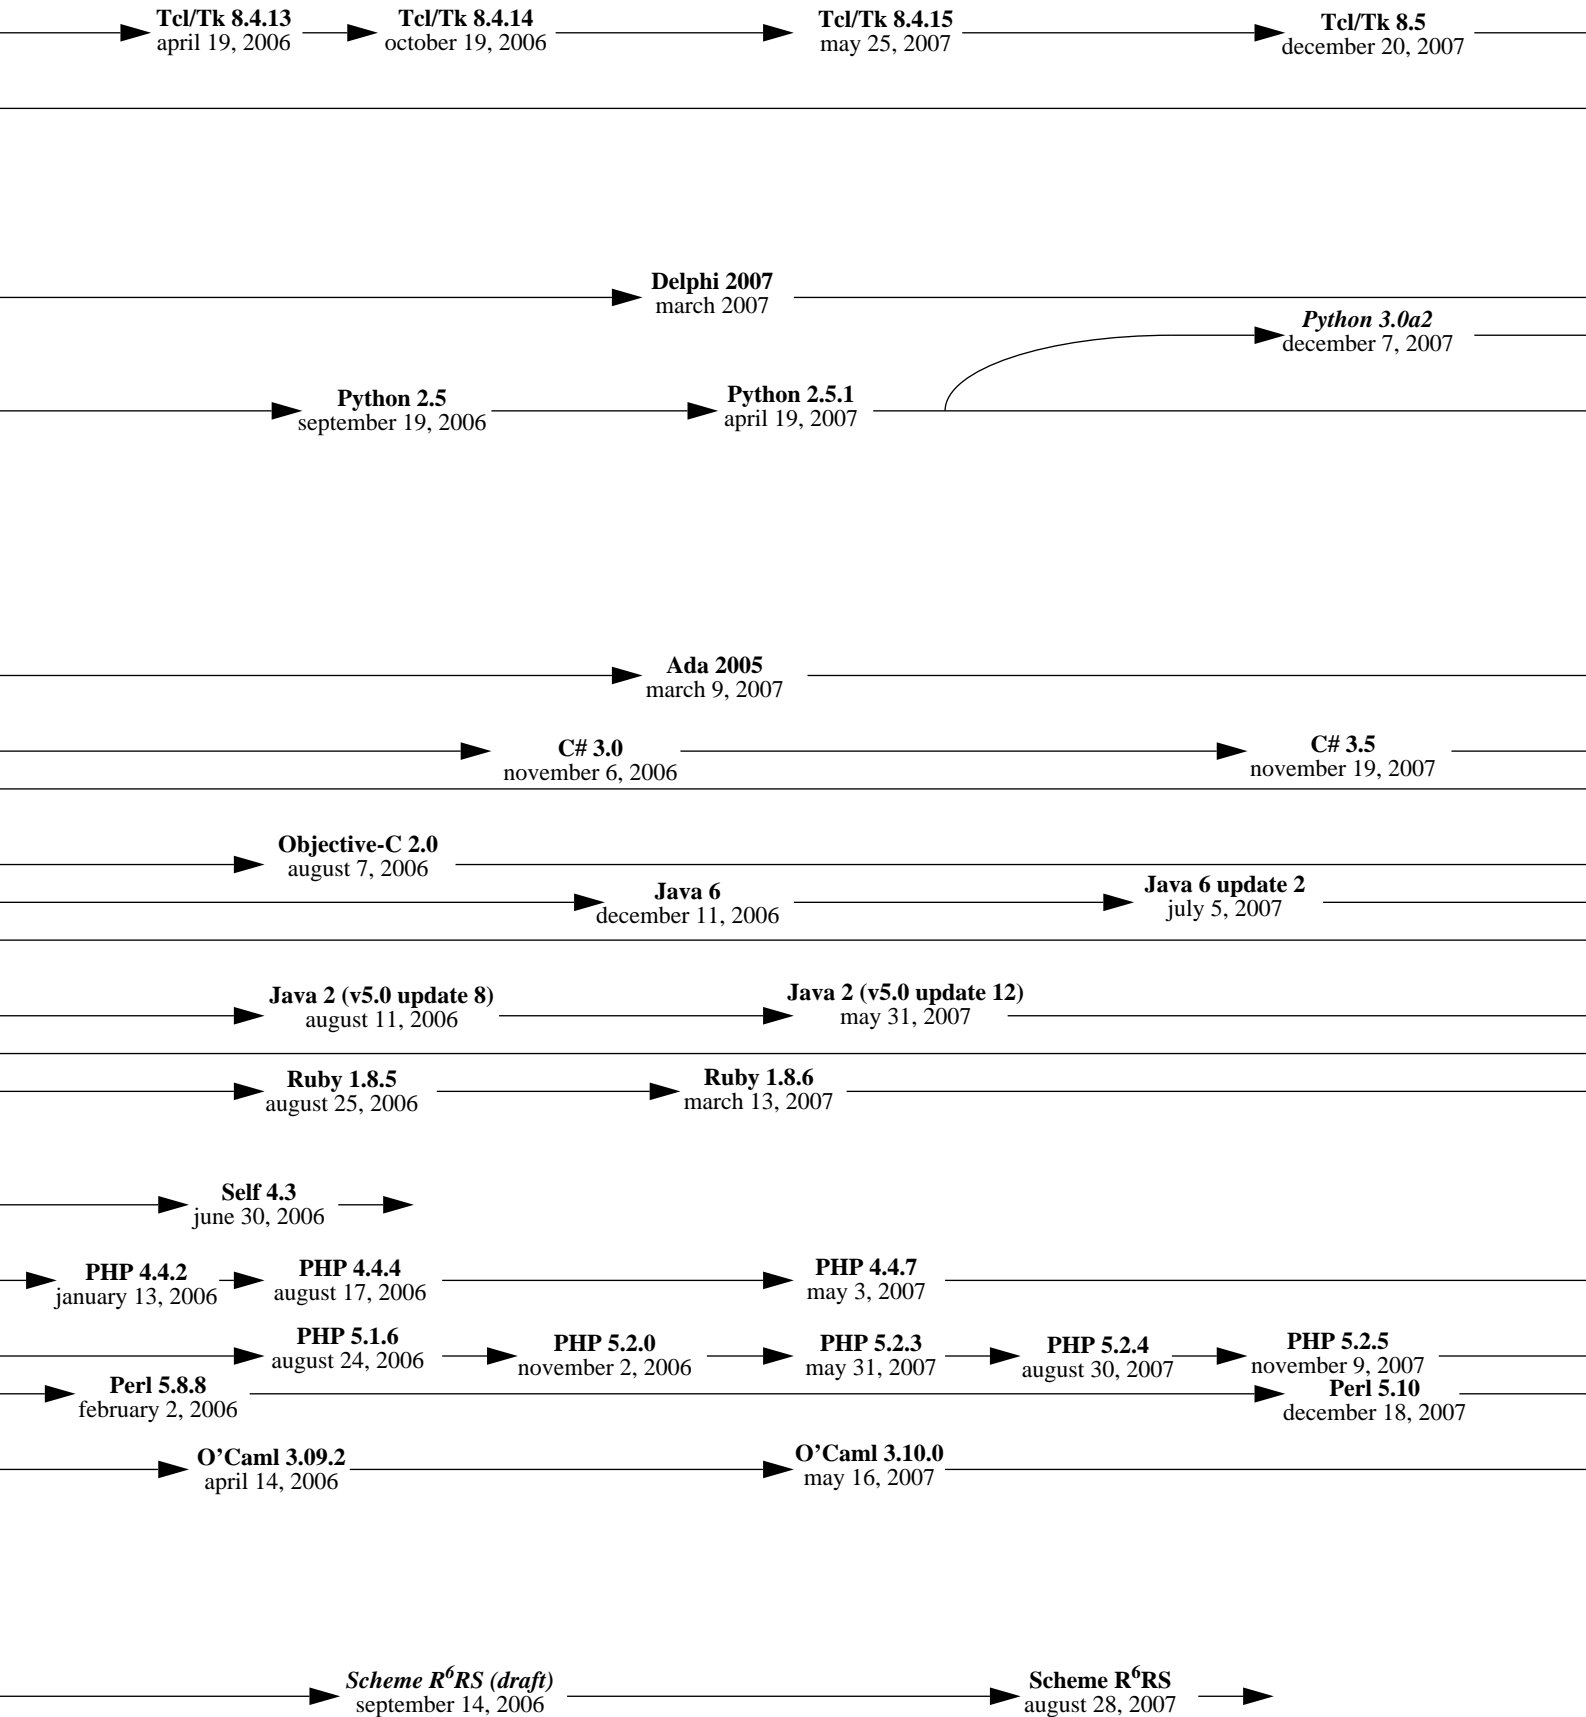 Tcl/Tk 8.4.13
april 19, 2006
Tcl/Tk 8.4.14
october 19, 2006
Tcl/Tk 8.4.15
may 25, 2007
Tcl/Tk 8.5
december 20, 2007
Delphi 2007
march 2007
Python 3.0a2
december 7, 2007
Python 2.5
september 19, 2006
Python 2.5.1
april 19, 2007
Ada 2005
march 9, 2007
C# 3.0
november 6, 2006
C# 3.5
november 19, 2007
Objective-C 2.0
august 7, 2006
Java 6
december 11, 2006
Java 6 update 2
july 5, 2007
Java 2 (v5.0 update 8)
august 11, 2006
Java 2 (v5.0 update 12)
may 31, 2007
Ruby 1.8.5
august 25, 2006
Ruby 1.8.6
march 13, 2007
Self 4.3
june 30, 2006
PHP 4.4.2
january 13, 2006
PHP 4.4.4
august 17, 2006
PHP 4.4.7
may 3, 2007
PHP 5.1.6
august 24, 2006
PHP 5.2.0
november 2, 2006
PHP 5.2.3
may 31, 2007
PHP 5.2.4
august 30, 2007
PHP 5.2.5
november 9, 2007
Perl 5.8.8
february 2, 2006
Perl 5.10
december 18, 2007
O’Caml 3.09.2
april 14, 2006
O’Caml 3.10.0
may 16, 2007
Scheme R⁶RS (draft)
september 14, 2006
Scheme R⁶RS
august 28, 2007